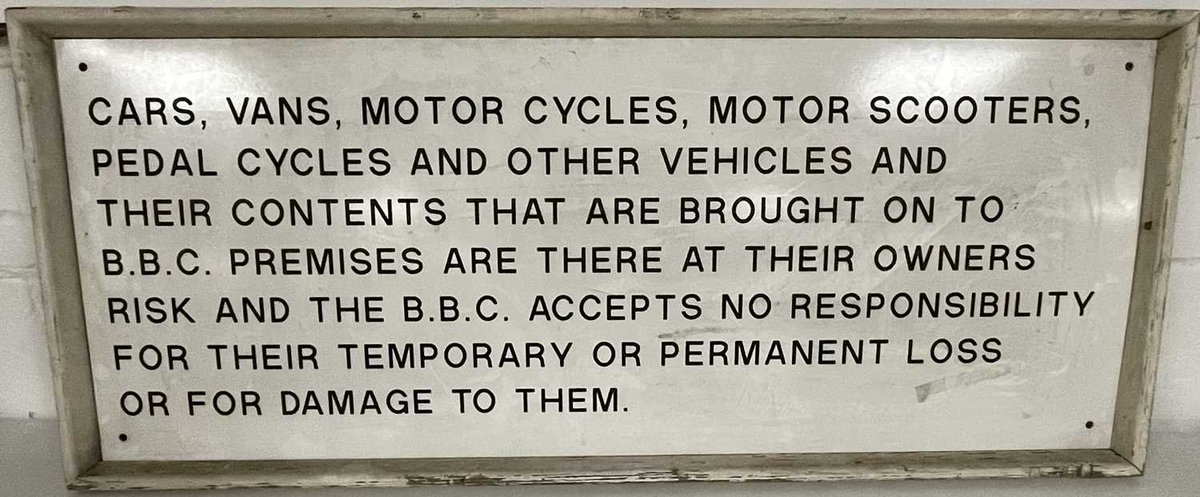 CARS, VANS, MOTOR CYCLES, MOTOR SCOOTERS,
PEDAL CYCLES AND OTHER VEHICLES AND
THEIR CONTENTS THAT ARE BROUGHT ON TO
B.B.C. PREMISES ARE THERE AT THEIR OWNERS
RISK AND THE B.B.C. ACCEPTS NO RESPONSIBILITY
FOR THEIR TEMPORARY OR PERMANENT LOSS
OR FOR DAMAGE TO THEM.